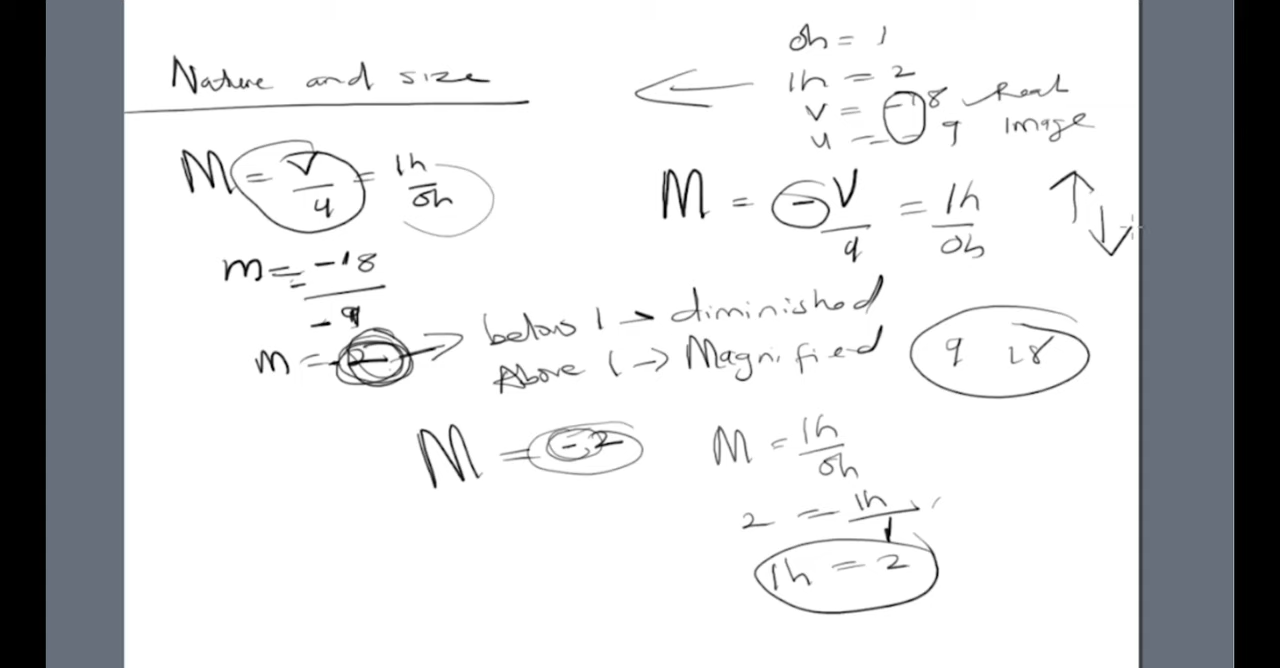 Nature and size
oh = 1
Ih = 2
v = -18 Real
u = -9 Image
M = v/u = Ih/oh
M = -V/u = Ih/oh
m = -18/-9
m = 2
below 1 → diminished
Above 1 → Magnified
9 18
M = -2
M = Ih/oh
2 = Ih/1
Ih = 2